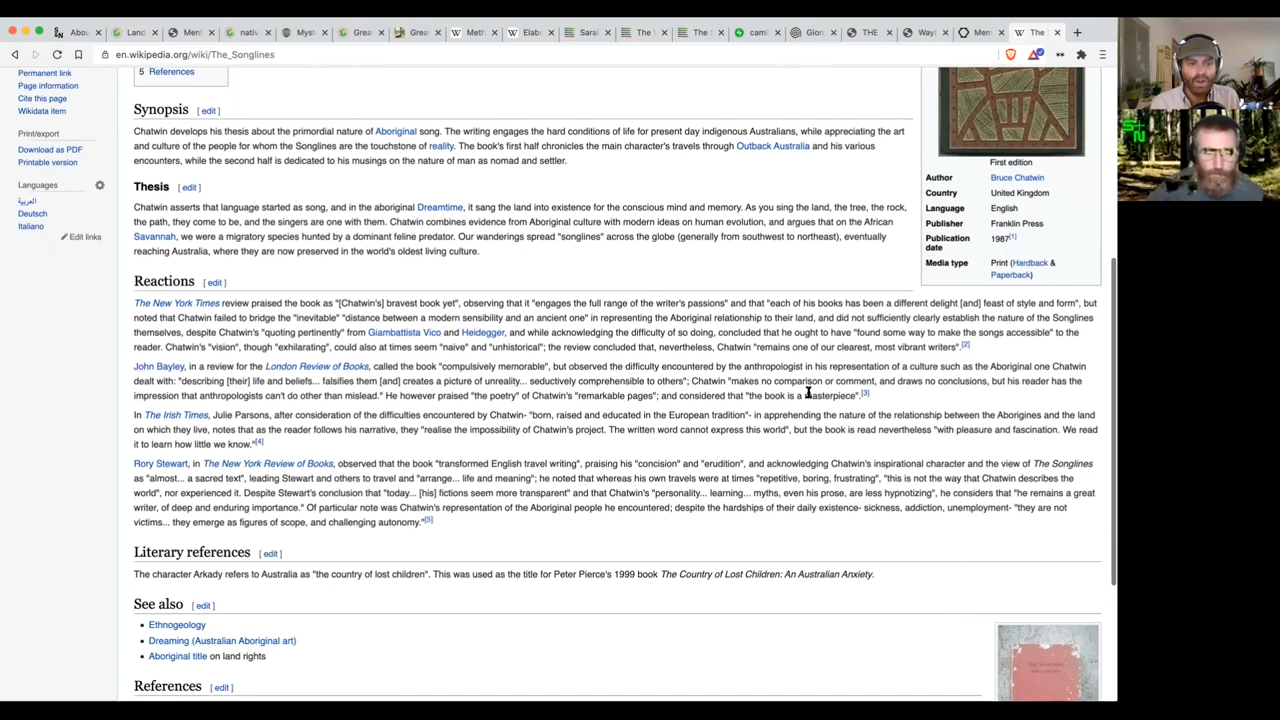 Abou
Land
Ment
nativ
Myst
Grea
Grea
Meth
Elab
Saral
The V
The S
cami
Giord
THE
Ways
Mem
The S
en.wikipedia.org/wiki/The_Songlines
Permanent link
Page information
Cite this page
Wikidata item
Print/export
Download as PDF
Printable version
Languages
العربية
Deutsch
Italiano
Edit links
5 References
Synopsis [ edit ]
Chatwin develops his thesis about the primordial nature of Aboriginal song. The writing engages the hard conditions of life for present day indigenous Australians, while appreciating the art
and culture of the people for whom the Songlines are the touchstone of reality. The book's first half chronicles the main character's travels through Outback Australia and his various
encounters, while the second half is dedicated to his musings on the nature of man as nomad and settler.
Thesis [ edit ]
Chatwin asserts that language started as song, and in the aboriginal Dreamtime, it sang the land into existence for the conscious mind and memory. As you sing the land, the tree, the rock,
the path, they come to be, and the singers are one with them. Chatwin combines evidence from Aboriginal culture with modern ideas on human evolution, and argues that on the African
Savannah, we were a migratory species hunted by a dominant feline predator. Our wanderings spread "songlines" across the globe (generally from southwest to northeast), eventually
reaching Australia, where they are now preserved in the world's oldest living culture.
First edition
Author Bruce Chatwin
Country United Kingdom
Language English
Publisher Franklin Press
Publication date 1987[1]
Media type Print (Hardback &
Paperback)
Reactions [ edit ]
The New York Times review praised the book as "[Chatwin's] bravest book yet", observing that it "engages the full range of the writer's passions" and that "each of his books has been a different delight [and] feast of style and form", but
noted that Chatwin failed to bridge the "inevitable" "distance between a modern sensibility and an ancient one" in representing the Aboriginal relationship to their land, and did not sufficiently clearly establish the nature of the Songlines
themselves, despite Chatwin's "quoting pertinently" from Giambattista Vico and Heidegger, and while acknowledging the difficulty of so doing, concluded that he ought to have "found some way to make the songs accessible" to the
reader. Chatwin's "vision", though "exhilarating", could also at times seem "naive" and "unhistorical"; the review concluded that, nevertheless, Chatwin "remains one of our clearest, most vibrant writers".[2]
John Bayley, in a review for the London Review of Books, called the book "compulsively memorable", but observed the difficulty encountered by the anthropologist in his representation of a culture such as the Aboriginal one Chatwin
dealt with: "describing [their] life and beliefs... falsifies them [and] creates a picture of unreality... seductively comprehensible to others"; Chatwin "makes no comparison or comment, and draws no conclusions, but his reader has the
impression that anthropologists can't do other than mislead." He however praised "the poetry" of Chatwin's "remarkable pages"; and considered that "the book is a masterpiece".[3]
In The Irish Times, Julie Parsons, after consideration of the difficulties encountered by Chatwin- "born, raised and educated in the European tradition"- in apprehending the nature of the relationship between the Aborigines and the land
on which they live, notes that as the reader follows his narrative, they "realise the impossibility of Chatwin's project. The written word cannot express this world", but the book is read nevertheless "with pleasure and fascination. We read
it to learn how little we know."[4]
Rory Stewart, in The New York Review of Books, observed that the book "transformed English travel writing", praising his "concision" and "erudition", and acknowledging Chatwin's inspirational character and the view of The Songlines
as "almost... a sacred text", leading Stewart and others to travel and "arrange... life and meaning"; he noted that whereas his own travels were at times "repetitive, boring, frustrating", "this is not the way that Chatwin describes the
world", nor experienced it. Despite Stewart's conclusion that "today... [his] fictions seem more transparent" and that Chatwin's "personality... learning... myths, even his prose, are less hypnotizing", he considers that "he remains a great
writer, of deep and enduring importance." Of particular note was Chatwin's representation of the Aboriginal people he encountered; despite the hardships of their daily existence- sickness, addiction, unemployment- "they are not
victims... they emerge as figures of scope, and challenging autonomy."[5]
Literary references [ edit ]
The character Arkady refers to Australia as "the country of lost children". This was used as the title for Peter Pierce's 1999 book The Country of Lost Children: An Australian Anxiety.
See also [ edit ]
• Ethnogeology
• Dreaming (Australian Aboriginal art)
• Aboriginal title on land rights
References [ edit ]